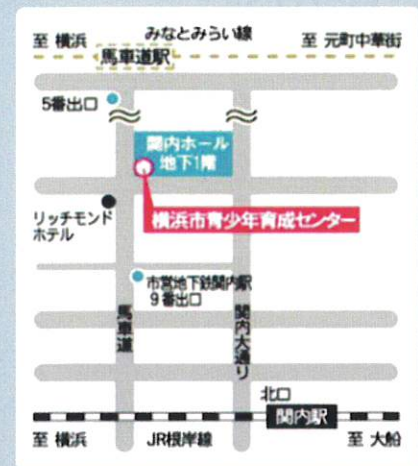 至 横浜
みなとみらい線
至 元町中華街
馬車道駅
5番出口
関内ホール
地下1階
リッチモンド
ホテル
横浜市青少年育成センター
市営地下鉄関内駅
9番出口
馬車道
関内大通り
北口
関内駅
至 横浜
JR根岸線
至 大船